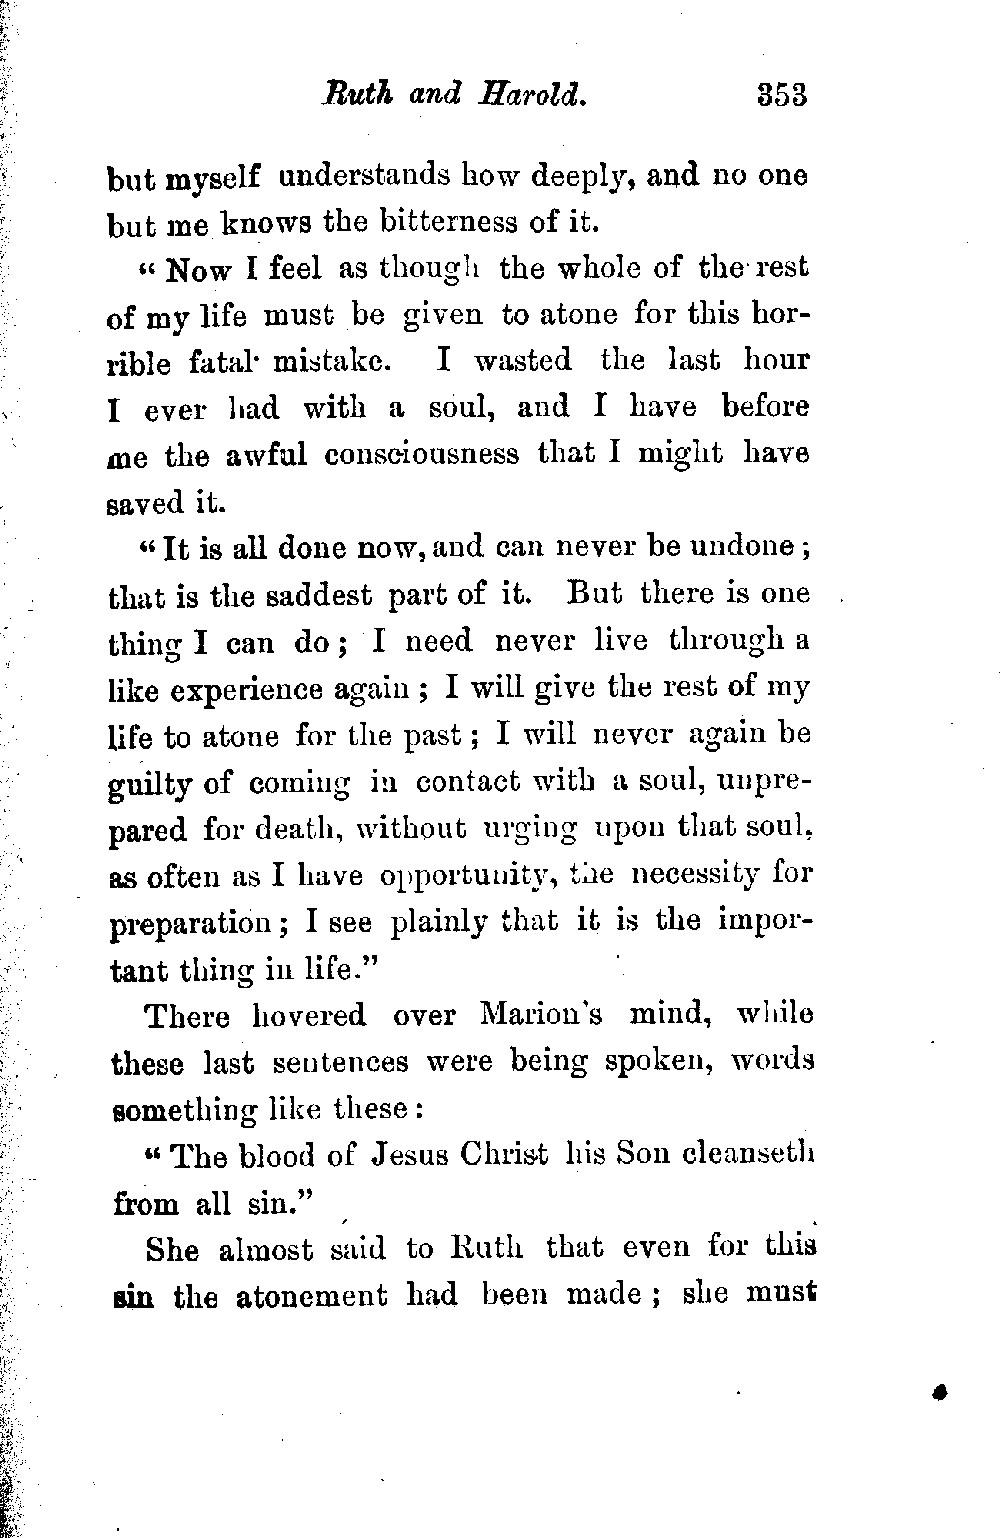 Ruth and Harold. 353
but myself understands how deeply, and no one
but me knows the bitterness of it.
“ Now I feel as though the whole of the rest
of my life must be given to atone for this hor-
rible fatal mistake. I wasted the last hour
I ever had with a soul, and I have before
me the awful consciousness that I might have
saved it.
“ It is all done now, and can never be undone ;
that is the saddest part of it. But there is one
thing I can do ; I need never live through a
like experience again ; I will give the rest of my
life to atone for the past ; I will never again be
guilty of coming in contact with a soul, unpre-
pared for death, without urging upon that soul,
as often as I have opportunity, the necessity for
preparation ; I see plainly that it is the impor-
tant thing in life.”
There hovered over Marion's mind, while
these last sentences were being spoken, words
something like these :
“ The blood of Jesus Christ his Son cleanseth
from all sin.”
She almost said to Ruth that even for this
sin the atonement had been made ; she must